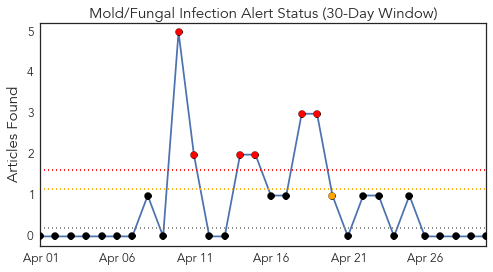 Mold/Fungal Infection Alert Status (30-Day Window)
Articles Found
5
4
3
2
1
0
Apr 01 Apr 06 Apr 11 Apr 16 Apr 21 Apr 26